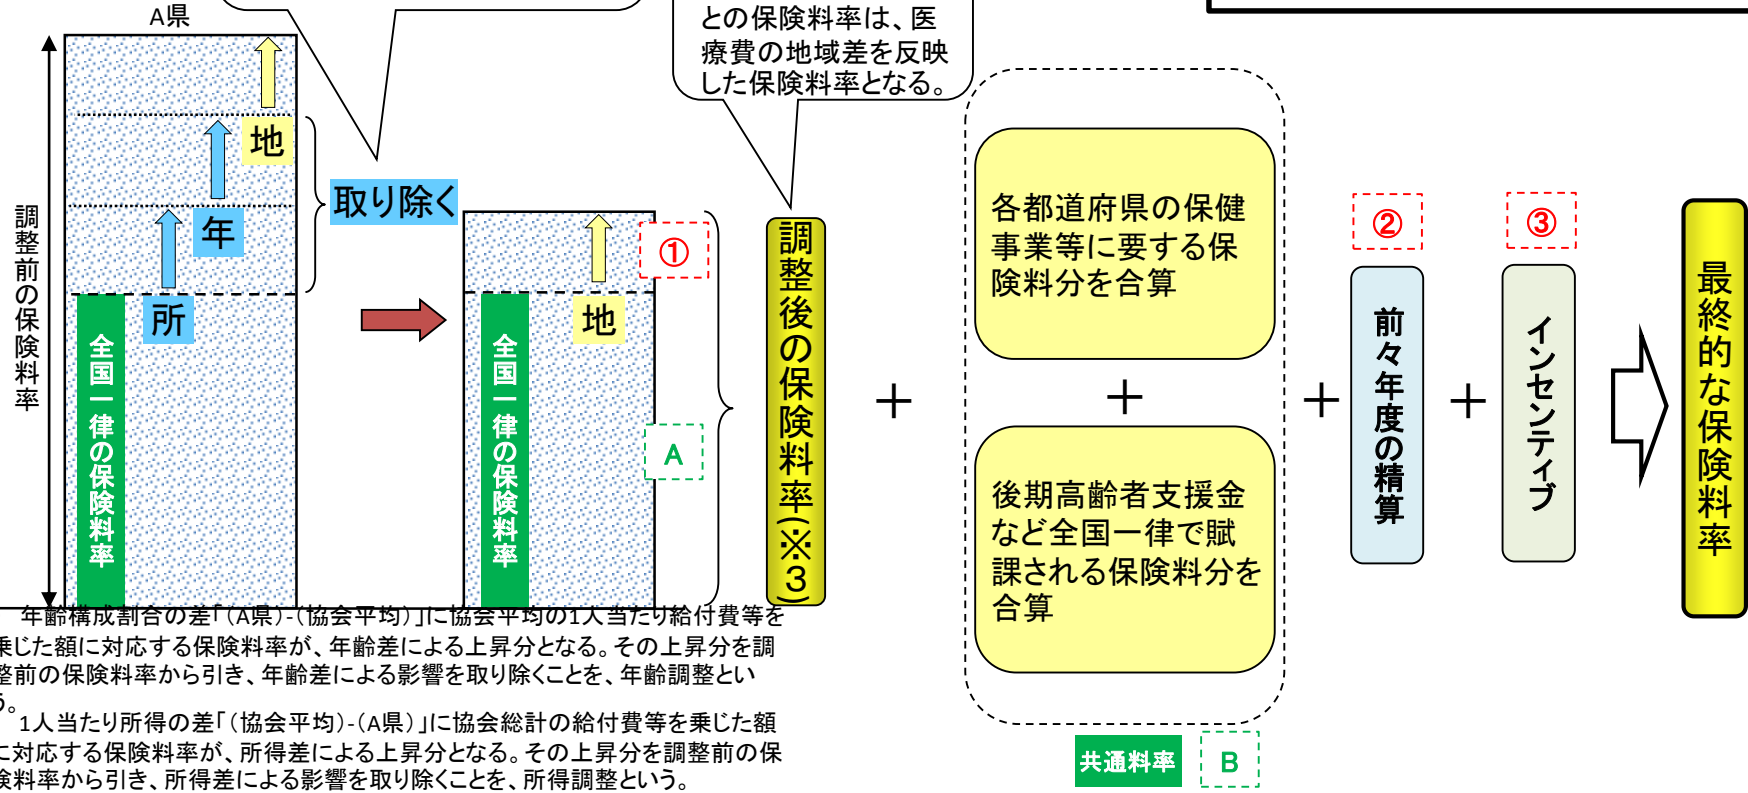 A県
との保険料率は、医
療費の地域差を反映
した保険料率となる。
調整前の保険料率
地
年
所
全国一律の保険料率
取り除く
①
地
全国一律の保険料率
A
調整後の保険料率(※3)
＋
各都道府県の保健
事業等に要する保
険料分を合算
＋
後期高齢者支援金
など全国一律で賦
課される保険料分を
合算
＋
②
前々年度の精算
＋
③
インセンティブ
最終的な保険料率
年齢構成割合の差「(A県)-(協会平均)」に協会平均の1人当たり給付費等を
乗じた額に対応する保険料率が、年齢差による上昇分となる。その上昇分を調
整前の保険料率から引き、年齢差による影響を取り除くことを、年齢調整とい
う。
1人当たり所得の差「(協会平均)-(A県)」に協会総計の給付費等を乗じた額
に対応する保険料率が、所得差による上昇分となる。その上昇分を調整前の保
険料率から引き、所得差による影響を取り除くことを、所得調整という。
共通料率
B